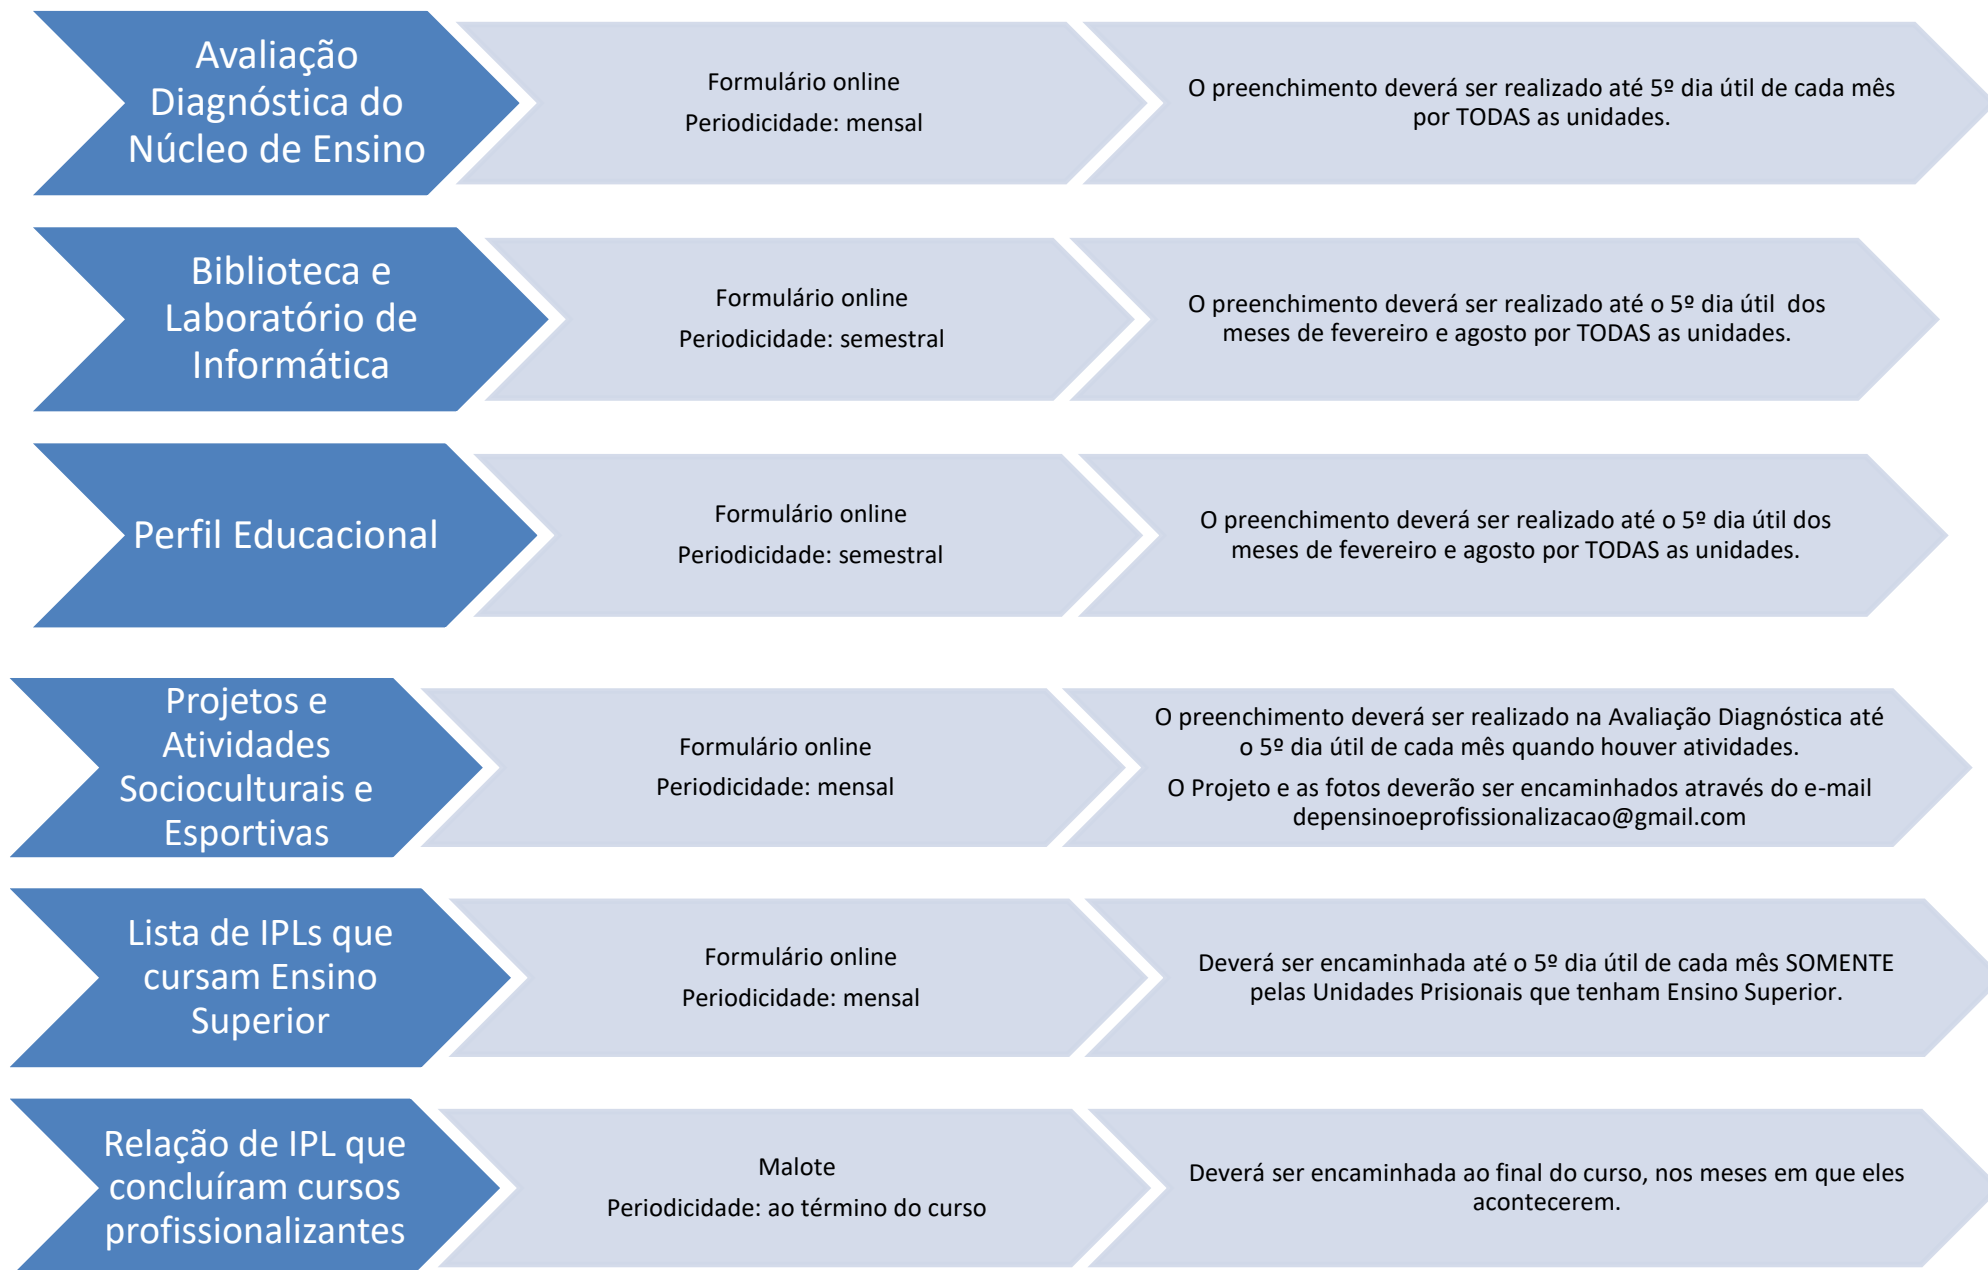 Avaliação
Diagnóstica do
Núcleo de Ensino
Formulário online
Periodicidade: mensal
O preenchimento deverá ser realizado até 5º dia útil de cada mês
por TODAS as unidades.
Biblioteca e
Laboratório de
Informática
Formulário online
Periodicidade: semestral
O preenchimento deverá ser realizado até o 5º dia útil  dos
meses de fevereiro e agosto por TODAS as unidades.
Perfil Educacional
Formulário online
Periodicidade: semestral
O preenchimento deverá ser realizado até o 5º dia útil dos
meses de fevereiro e agosto por TODAS as unidades.
Projetos e
Atividades
Socioculturais e
Esportivas
Formulário online
Periodicidade: mensal
O preenchimento deverá ser realizado na Avaliação Diagnóstica até
o 5º dia útil de cada mês quando houver atividades.
O Projeto e as fotos deverão ser encaminhados através do e-mail
depensinoeprofissionalizacao@gmail.com
Lista de IPLs que
cursam Ensino
Superior
Formulário online
Periodicidade: mensal
Deverá ser encaminhada até o 5º dia útil de cada mês SOMENTE
pelas Unidades Prisionais que tenham Ensino Superior.
Relação de IPL que
concluíram cursos
profissionalizantes
Malote
Periodicidade: ao término do curso
Deverá ser encaminhada ao final do curso, nos meses em que eles
acontecerem.